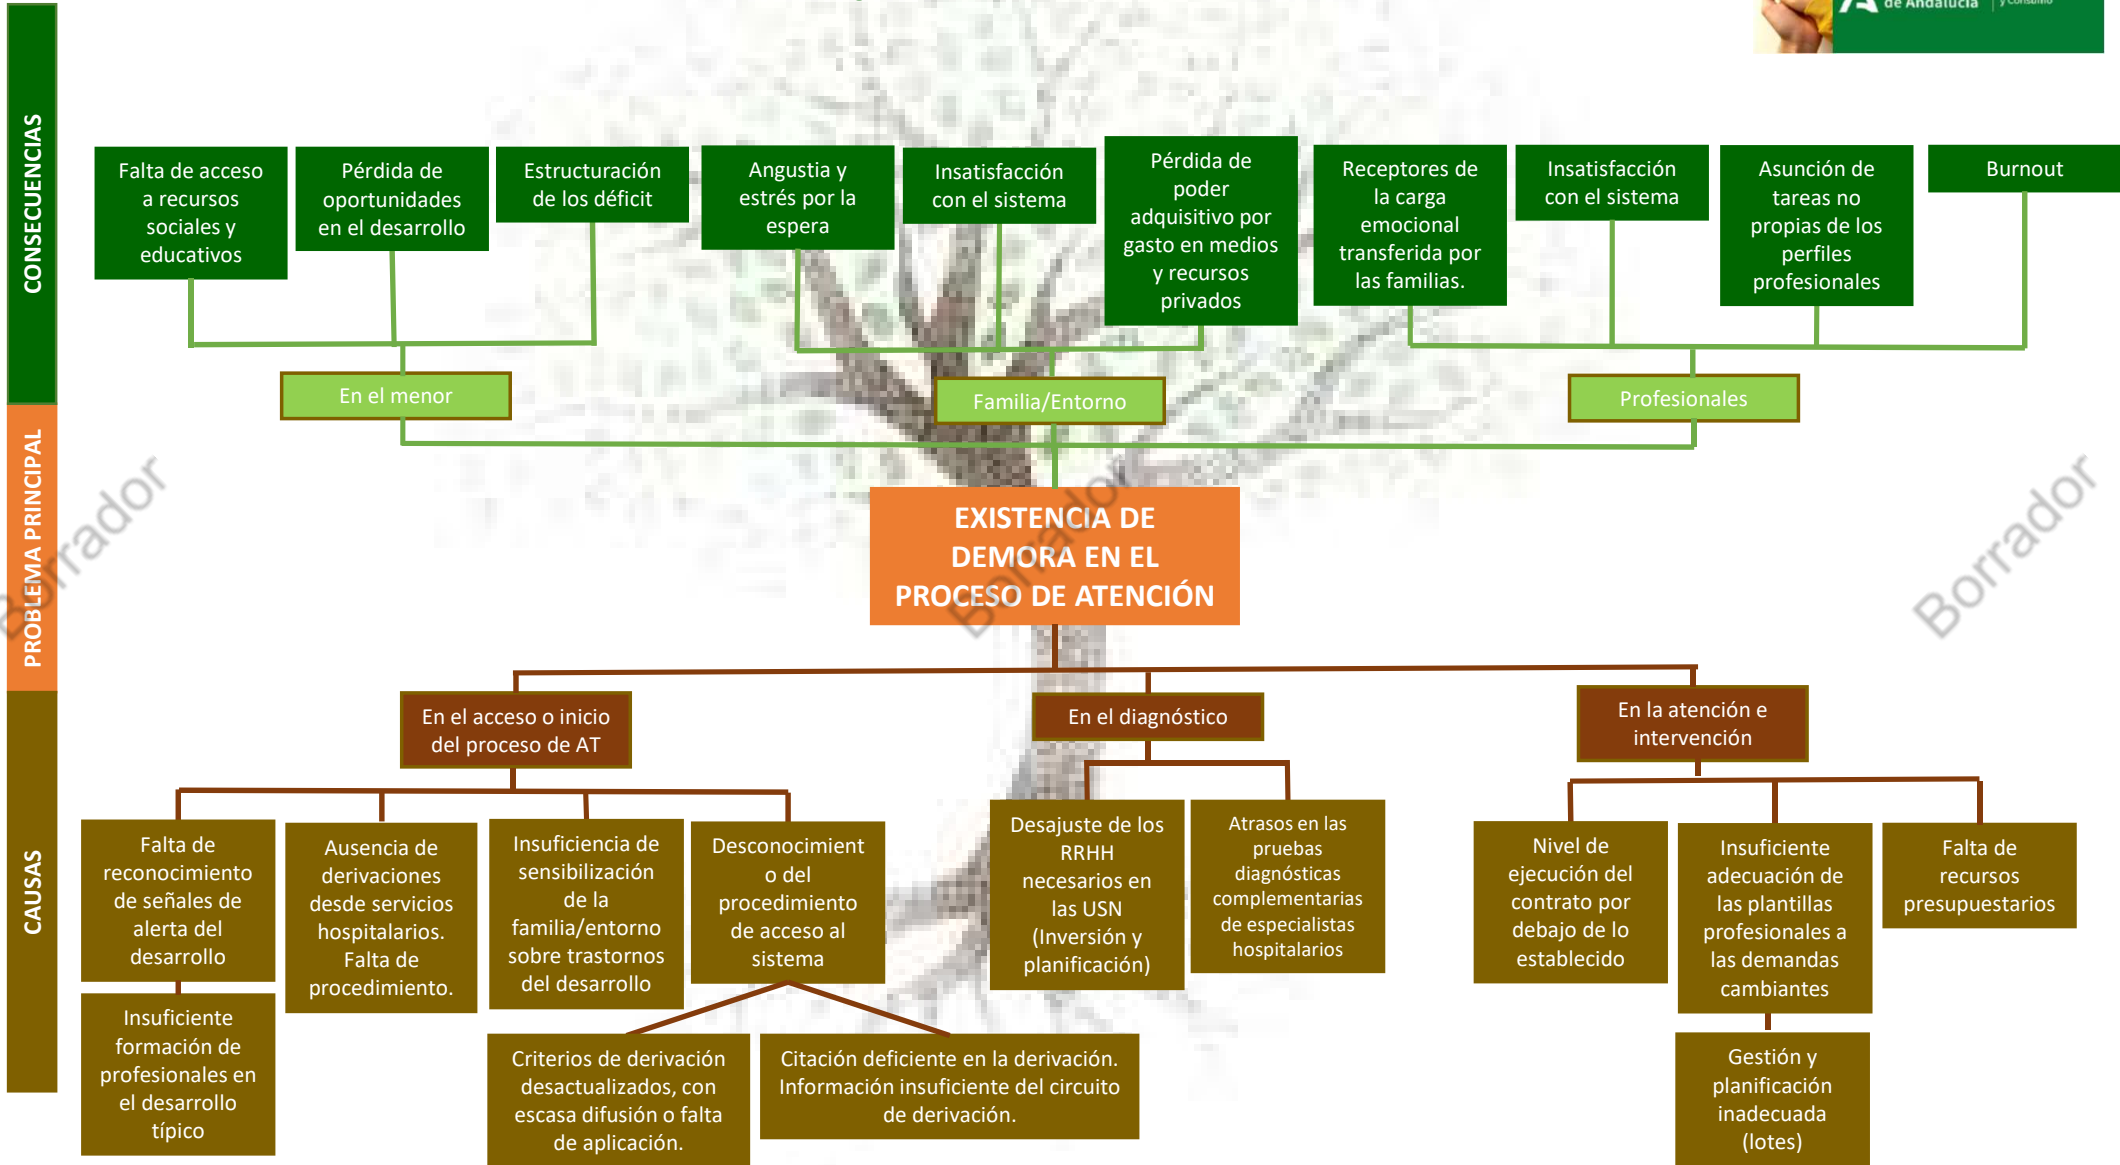 de Andalucía
y Consumo
CONSECUENCIAS
Falta de acceso
a recursos
sociales y
educativos
Pérdida de
oportunidades
en el desarrollo
Estructuración
de los déficit
Angustia y
estrés por la
espera
Insatisfacción
con el sistema
Pérdida de
poder
adquisitivo por
gasto en medios
y recursos
privados
Receptores de
la carga
emocional
transferida por
las familias.
Insatisfacción
con el sistema
Asunción de
tareas no
propias de los
perfiles
profesionales
Burnout
En el menor
Familia/Entorno
Profesionales
PROBLEMA PRINCIPAL
EXISTENCIA DE
DEMORA EN EL
PROCESO DE ATENCIÓN
Borrador
Borrador
Borrador
CAUSAS
En el acceso o inicio
del proceso de AT
En el diagnóstico
En la atención e
intervención
Falta de
reconocimiento
de señales de
alerta del
desarrollo
Ausencia de
derivaciones
desde servicios
hospitalarios.
Falta de
procedimiento.
Insuficiencia de
sensibilización
de la
familia/entorno
sobre trastornos
del desarrollo
Desconocimient
o del
procedimiento
de acceso al
sistema
Desajuste de los
RRHH
necesarios en
las USN
(Inversión y
planificación)
Atrasos en las
pruebas
diagnósticas
complementarias
de especialistas
hospitalarios
Nivel de
ejecución del
contrato por
debajo de lo
establecido
Insuficiente
adecuación de
las plantillas
profesionales a
las demandas
cambiantes
Falta de
recursos
presupuestarios
Insuficiente
formación de
profesionales en
el desarrollo
típico
Criterios de derivación
desactualizados, con
escasa difusión o falta
de aplicación.
Citación deficiente en la derivación.
Información insuficiente del circuito
de derivación.
Gestión y
planificación
inadecuada
(lotes)